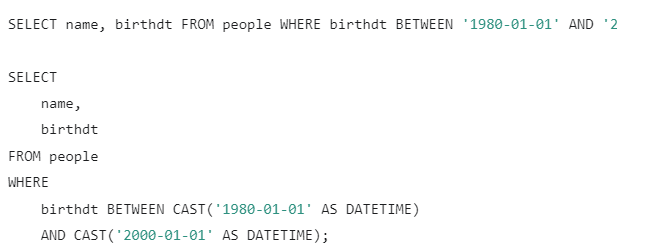 SELECT name, birthdt FROM people WHERE birthdt BETWEEN '1980-01-01' AND '2
SELECT
name,
birthdt
FROM people
WHERE
birthdt BETWEEN CAST('1980-01-01' AS DATETIME)
AND CAST('2000-01-01' AS DATETIME);